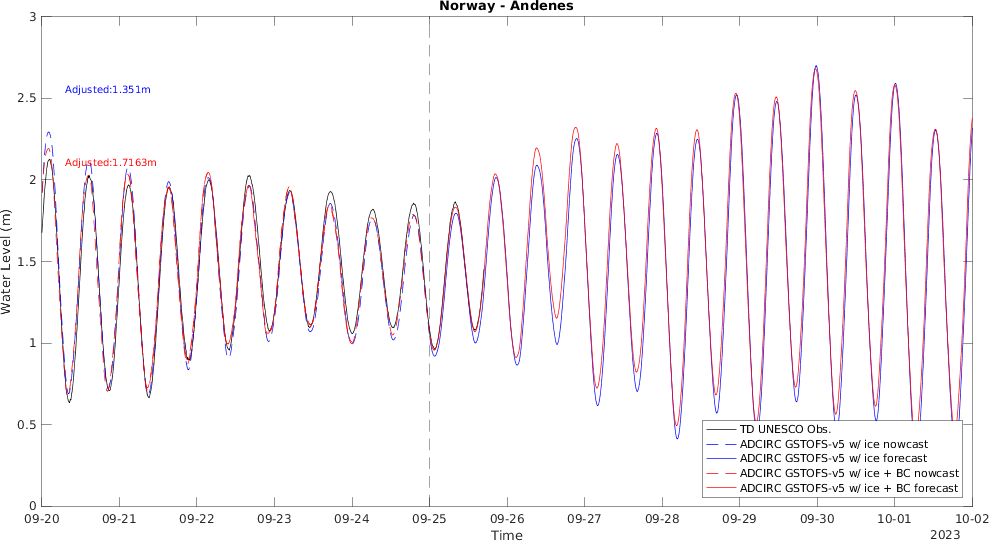 Norway - Andenes
3
2.5
2
1.5
1
0.5
0
Water Level (m)
Adjusted:1.351m
Adjusted:1.7163m
TD UNESCO Obs.
ADCIRC GSTOFS-v5 w/ ice nowcast
ADCIRC GSTOFS-v5 w/ ice forecast
ADCIRC GSTOFS-v5 w/ ice + BC nowcast
ADCIRC GSTOFS-v5 w/ ice + BC forecast
09-20 09-21 09-22 09-23 09-24 09-25 09-26 09-27 09-28 09-29 09-30 10-01 10-02
Time
2023